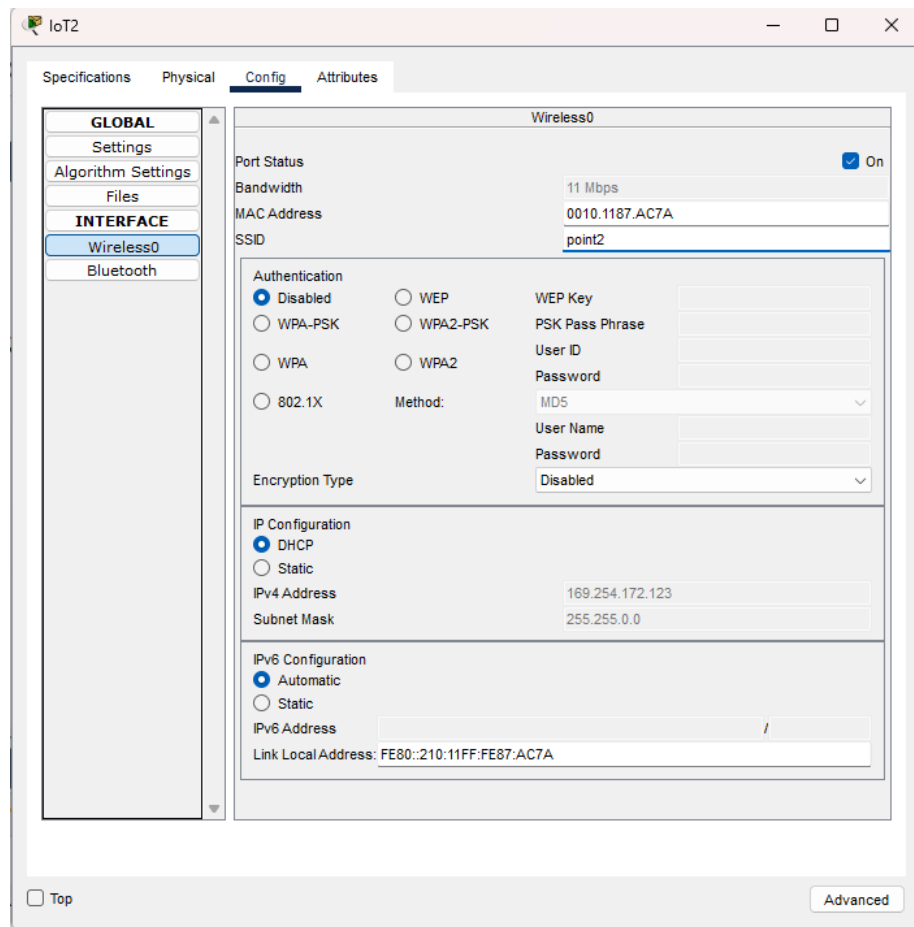 IoT2
Specifications Physical Config Attributes
GLOBAL
Settings
Algorithm Settings
Files
INTERFACE
Wireless0
Bluetooth
Wireless0
Port Status On
Bandwidth 11 Mbps
MAC Address 0010.1187.AC7A
SSID point2
Authentication
Disabled WEP WEP Key
WPA-PSK WPA2-PSK PSK Pass Phrase
User ID
WPA WPA2
Password
802.1X Method: MD5
User Name
Password
Encryption Type Disabled
IP Configuration
DHCP
Static
IPv4 Address 169.254.172.123
Subnet Mask 255.255.0.0
IPv6 Configuration
Automatic
Static
IPv6 Address /
Link Local Address: FE80::210:11FF:FE87:AC7A
Top Advanced